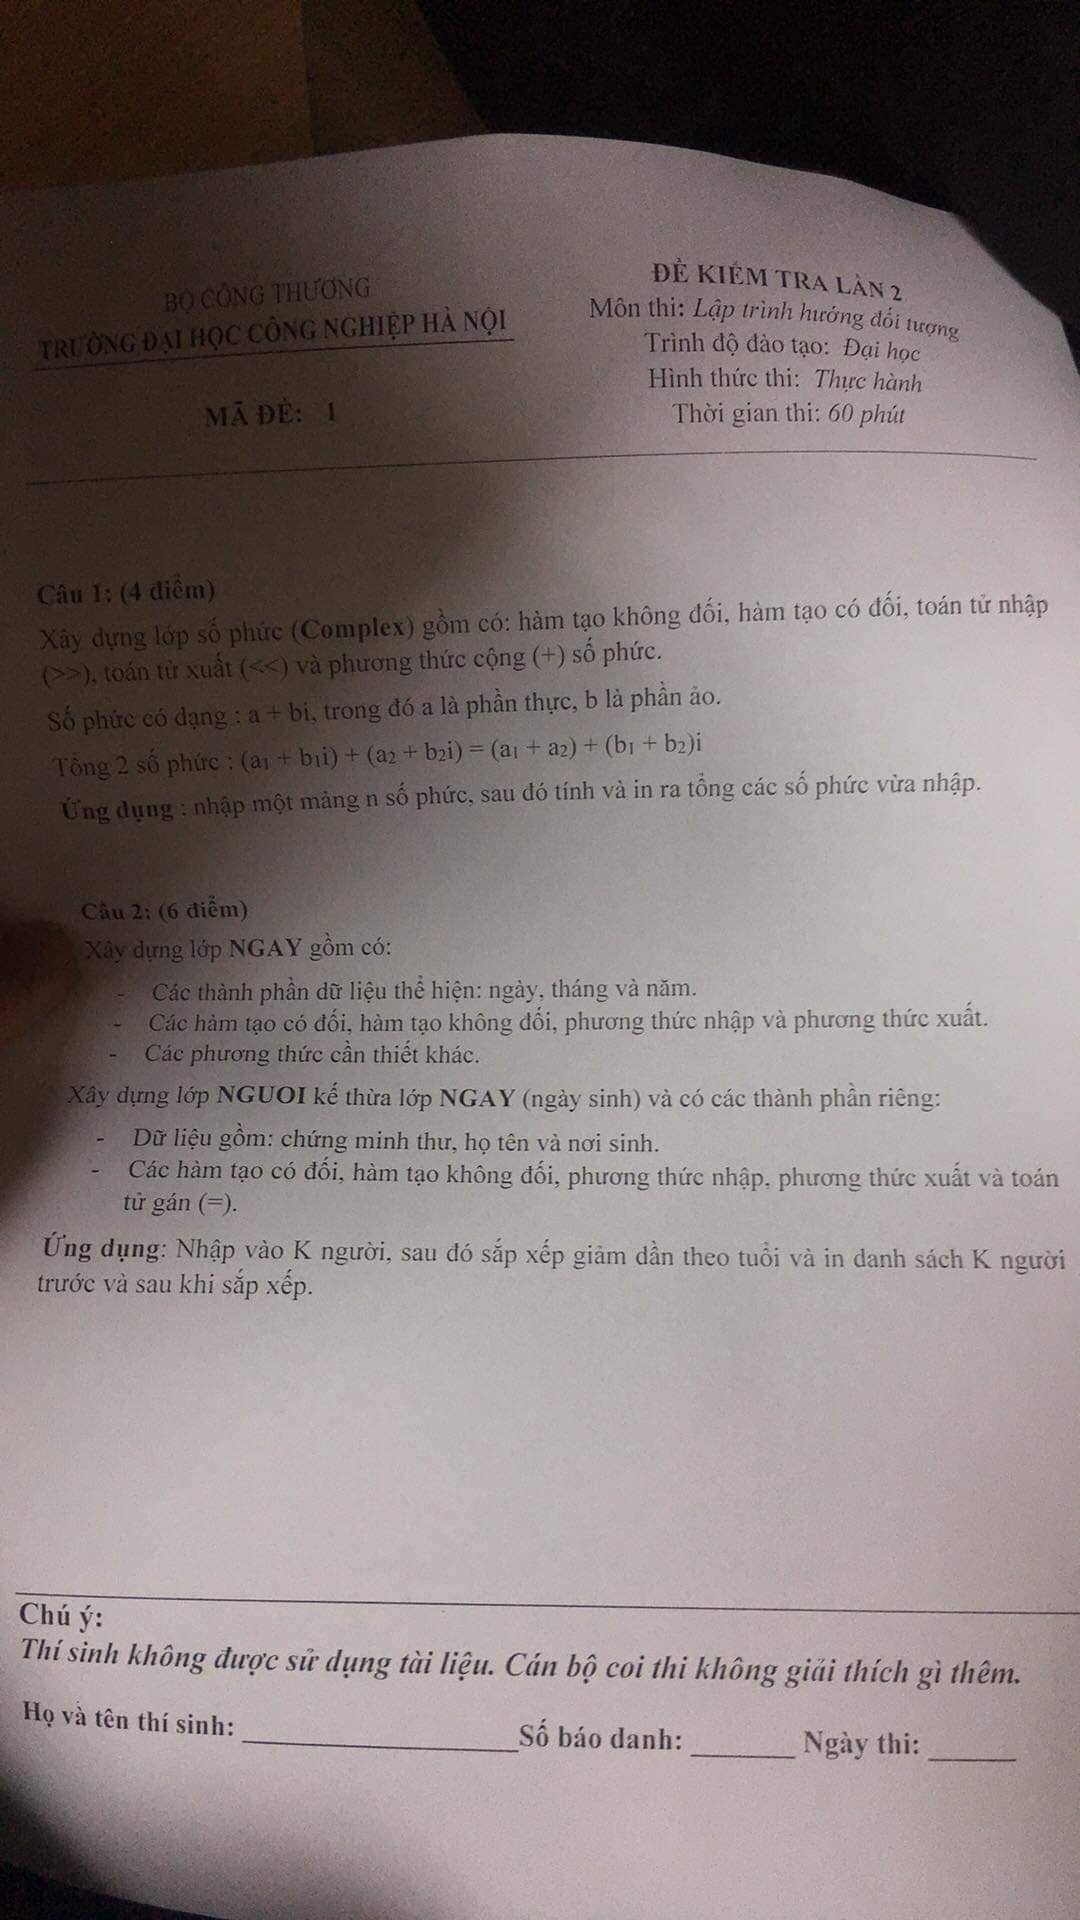 BỘ CÔNG THƯƠNG
TRƯỜNG ĐẠI HỌC CÔNG NGHIỆP HÀ NỘI
MÃ ĐỀ: 1
ĐỀ KIỂM TRA LẦN 2
Môn thi: Lập trình hướng đối tượng
Trình độ đào tạo: Đại học
Hình thức thi: Thực hành
Thời gian thi: 60 phút
Câu 1: (4 điểm)
Xây dựng lớp số phức (Complex) gồm có: hàm tạo không đối, hàm tạo có đối, toán tử nhập
(>>), toán tử xuất (<<) và phương thức cộng (+) số phức.
Số phức có dạng : a + bi, trong đó a là phần thực, b là phần ảo.
Tổng 2 số phức : (a₁ + b₁i) + (a₂ + b₂i) = (a₁ + a₂) + (b₁ + b₂)i
Ứng dụng : nhập một mảng n số phức, sau đó tính và in ra tổng các số phức vừa nhập.
Câu 2: (6 điểm)
Xây dựng lớp NGAY gồm có:
- Các thành phần dữ liệu thể hiện: ngày, tháng và năm.
- Các hàm tạo có đối, hàm tạo không đối, phương thức nhập và phương thức xuất.
- Các phương thức cần thiết khác.
Xây dựng lớp NGUOI kế thừa lớp NGAY (ngày sinh) và có các thành phần riêng:
- Dữ liệu gồm: chứng minh thư, họ tên và nơi sinh.
- Các hàm tạo có đối, hàm tạo không đối, phương thức nhập, phương thức xuất và toán
tử gán (=).
Ứng dụng: Nhập vào K người, sau đó sắp xếp giảm dần theo tuổi và in danh sách K người
trước và sau khi sắp xếp.
Chú ý:
Thí sinh không được sử dụng tài liệu. Cán bộ coi thi không giải thích gì thêm.
Họ và tên thí sinh: ____________ Số báo danh: ______ Ngày thi: ______